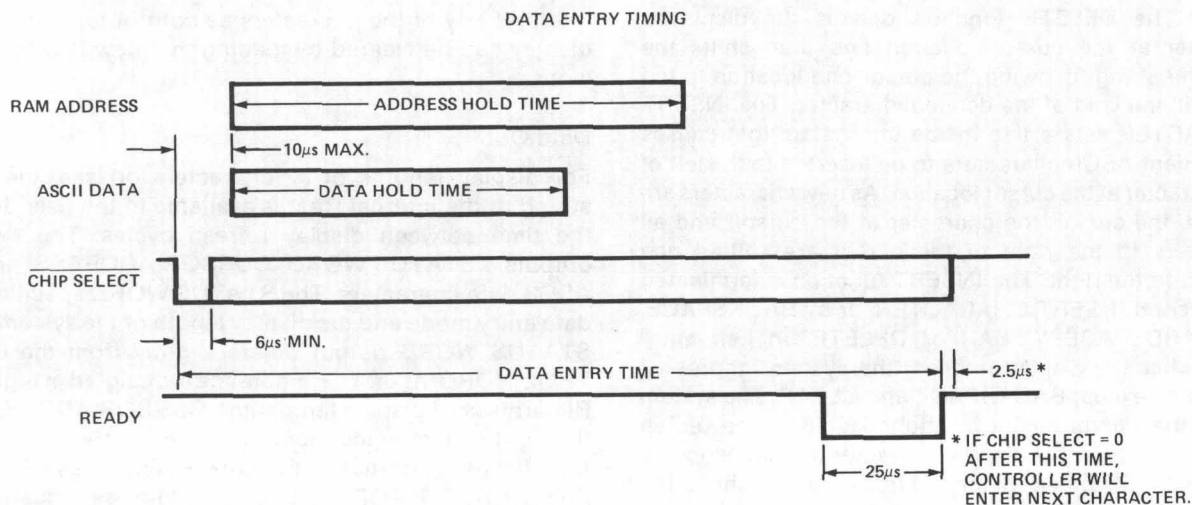 DATA ENTRY TIMING
RAM ADDRESS
ADDRESS HOLD TIME
10μs MAX.
ASCII DATA
DATA HOLD TIME
CHIP SELECT
6μs MIN.
DATA ENTRY TIME
2.5μs *
READY
25μs
* IF CHIP SELECT = 0
AFTER THIS TIME,
CONTROLLER WILL
ENTER NEXT CHARACTER.